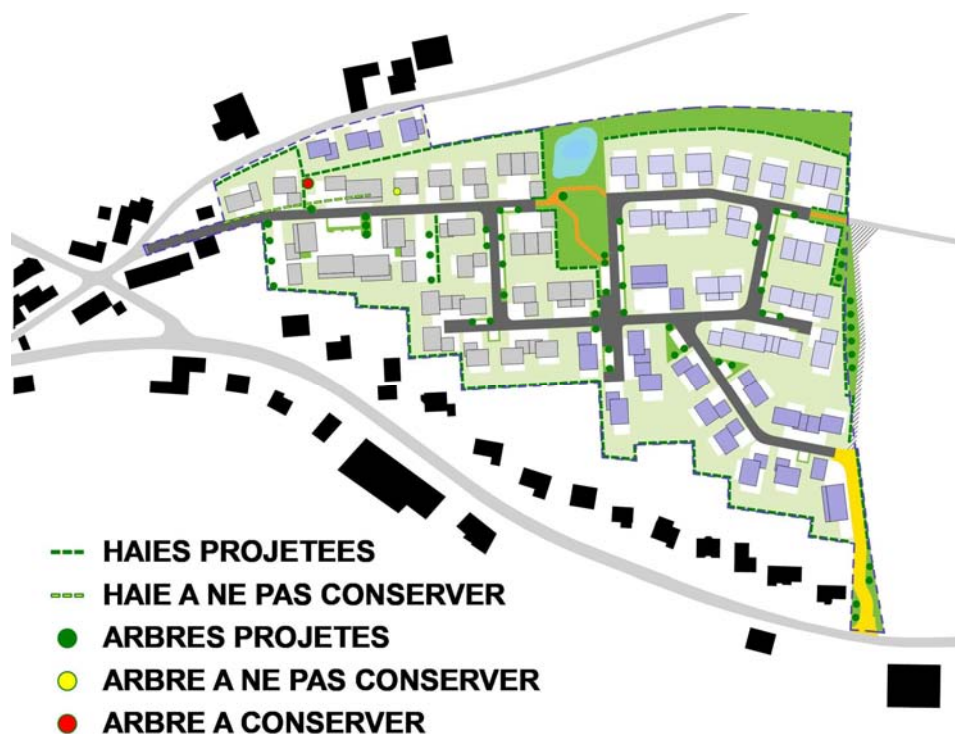 HAIES PROJETEES
HAIE A NE PAS CONSERVER
ARBRES PROJETES
ARBRE A NE PAS CONSERVER
ARBRE A CONSERVER